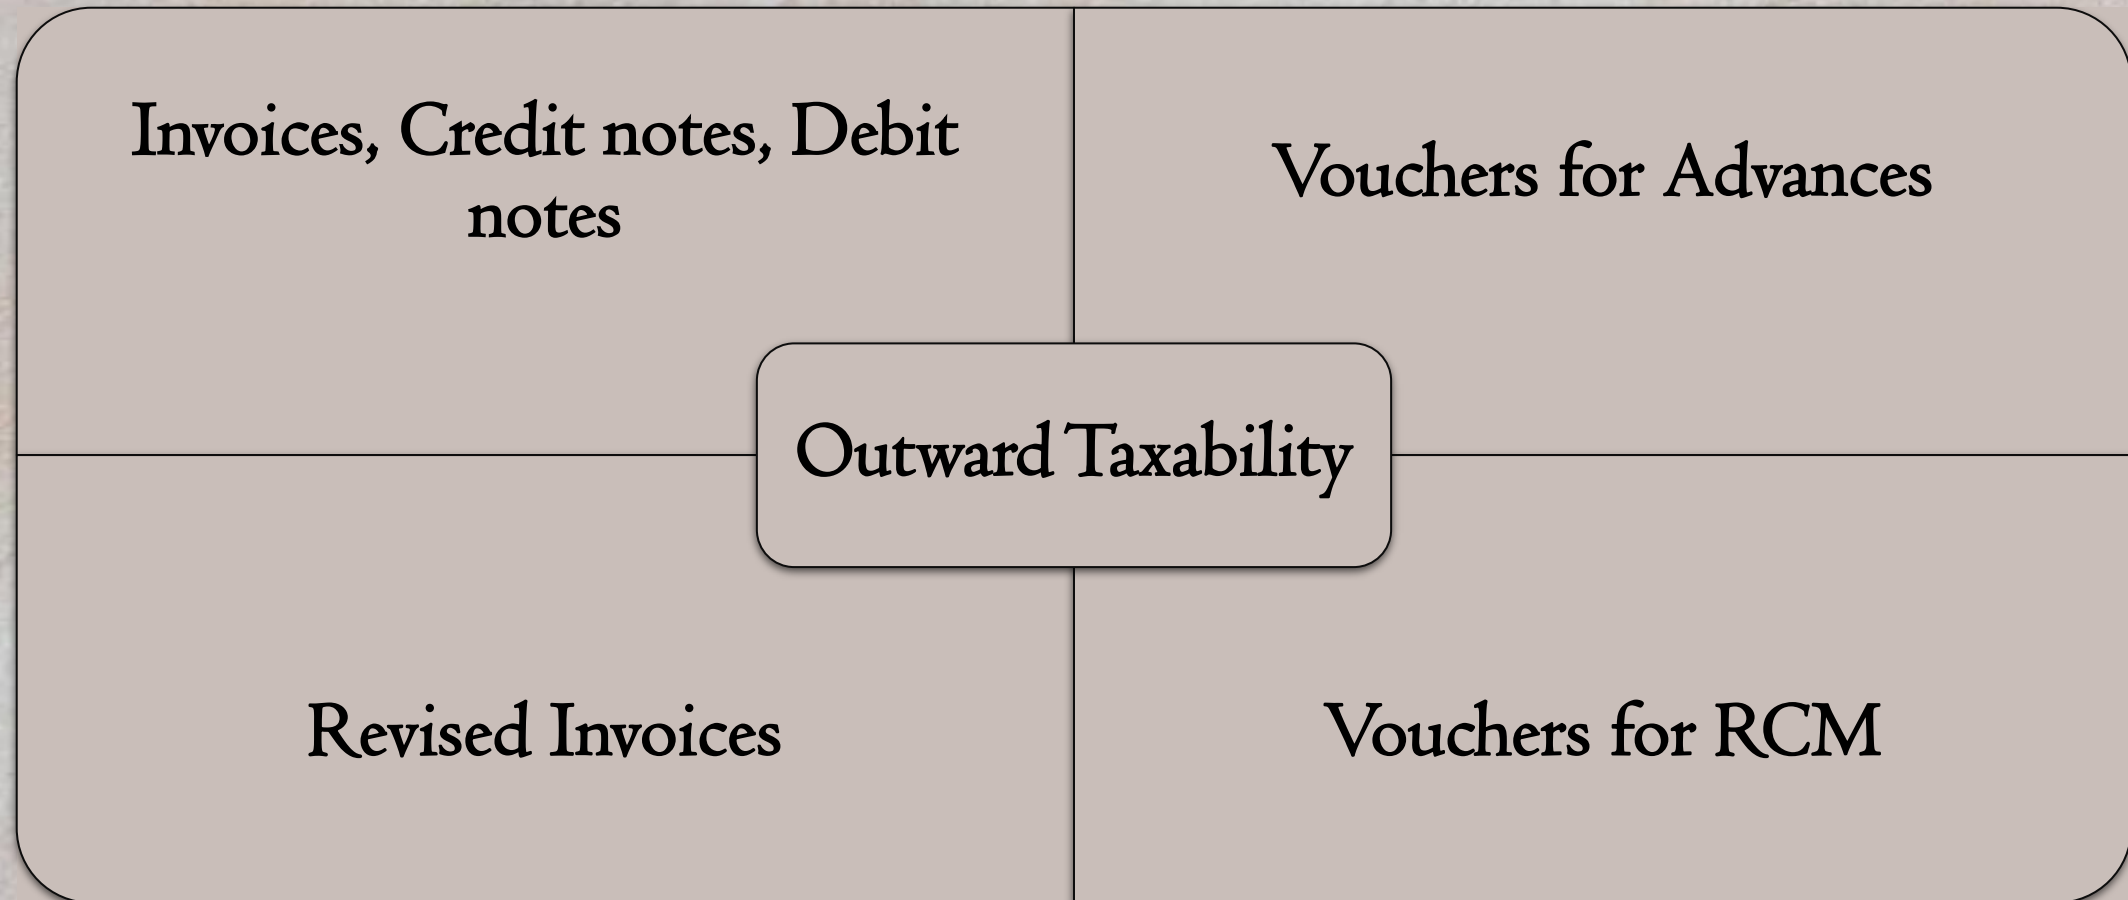 Invoices, Credit notes, Debit
notes
Vouchers for Advances
Outward Taxability
Revised Invoices
Vouchers for RCM